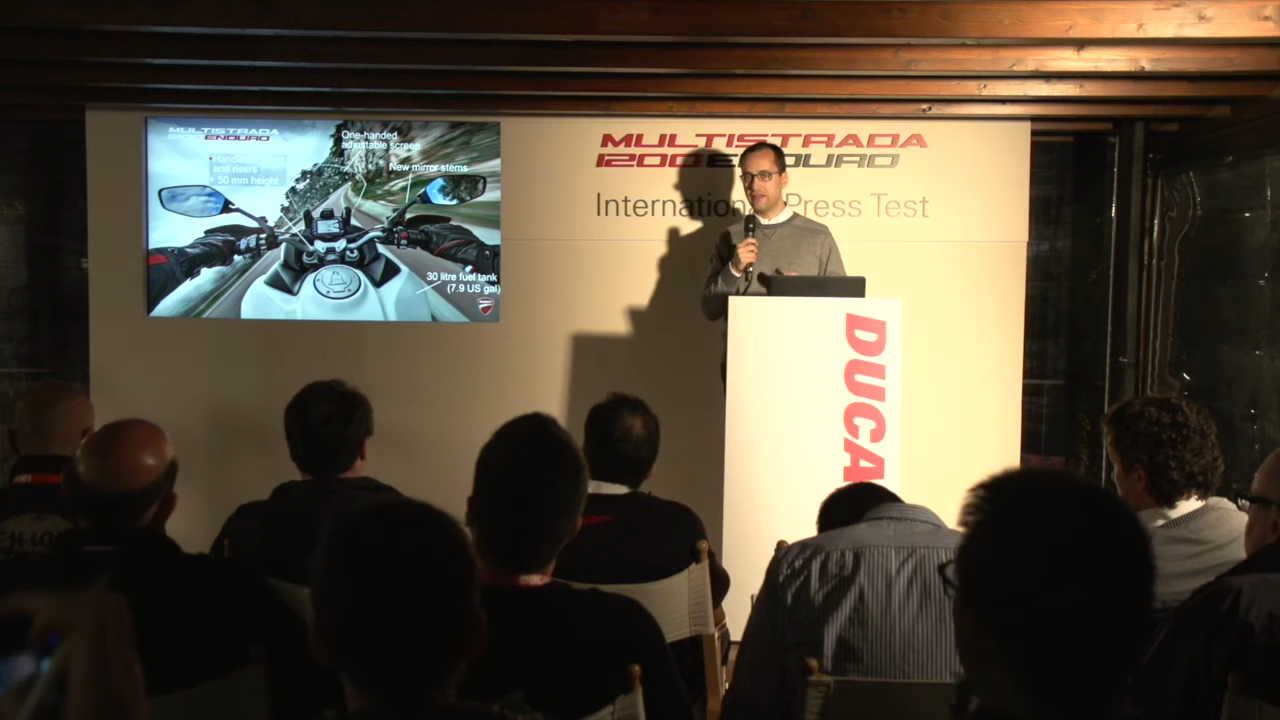 MULTISTRADA
ENDURO
One-handed
adjustable screen
and risers
+ 50 mm height
New mirror stems
30 litre fuel tank
(7.9 US gal)
MULTISTRADA
1200 ENDURO
International Press Test
DUCA